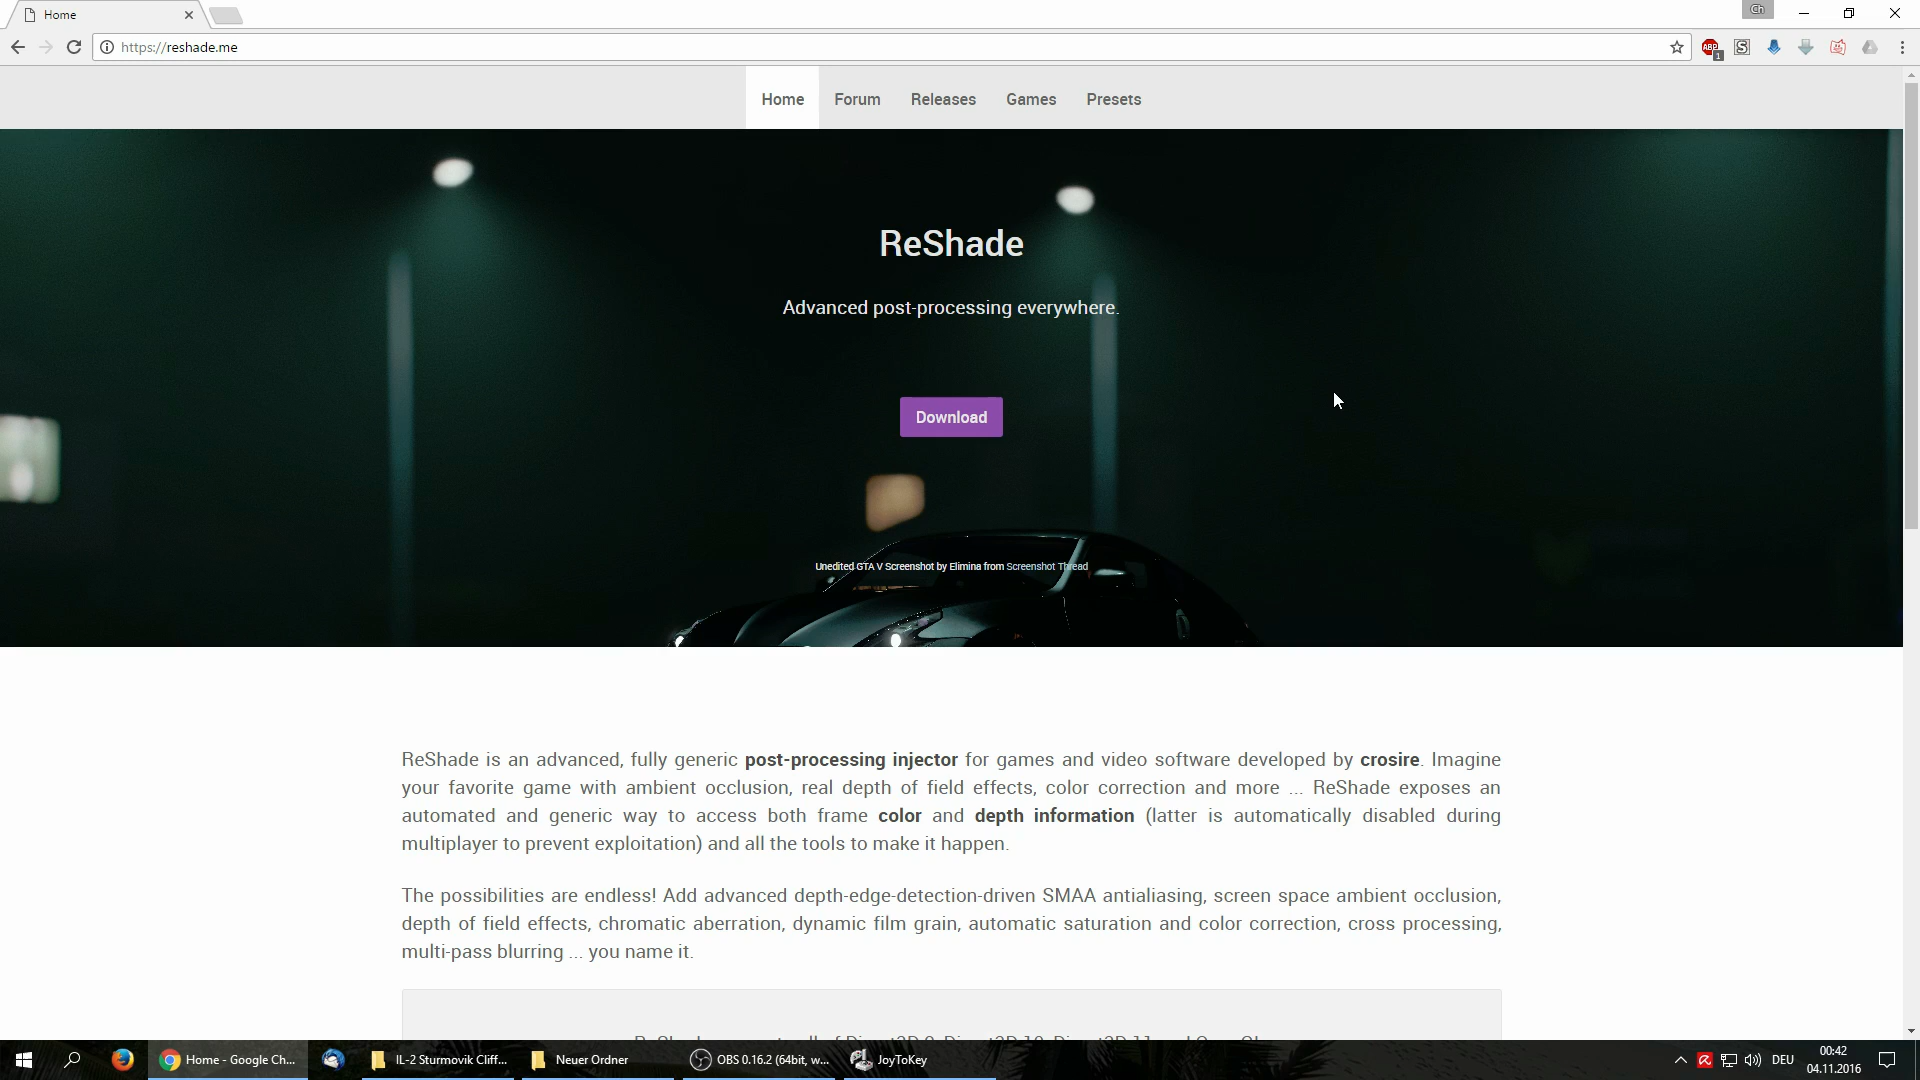 Home
Ch
https://reshade.me
ABP
1
S
Home Forum Releases Games Presets
ReShade
Advanced post-processing everywhere.
Download
Unedited GTA V Screenshot by Elimina from Screenshot Thread
ReShade is an advanced, fully generic post-processing injector for games and video software developed by crosire. Imagine
your favorite game with ambient occlusion, real depth of field effects, color correction and more ... ReShade exposes an
automated and generic way to access both frame color and depth information (latter is automatically disabled during
multiplayer to prevent exploitation) and all the tools to make it happen.
The possibilities are endless! Add advanced depth-edge-detection-driven SMAA antialiasing, screen space ambient occlusion,
depth of field effects, chromatic aberration, dynamic film grain, automatic saturation and color correction, cross processing,
multi-pass blurring ... you name it.
Home - Google Ch... IL-2 Sturmovik Cliff... Neuer Ordner OBS 0.16.2 (64bit, w... JoyToKey DEU 00:42
04.11.2016